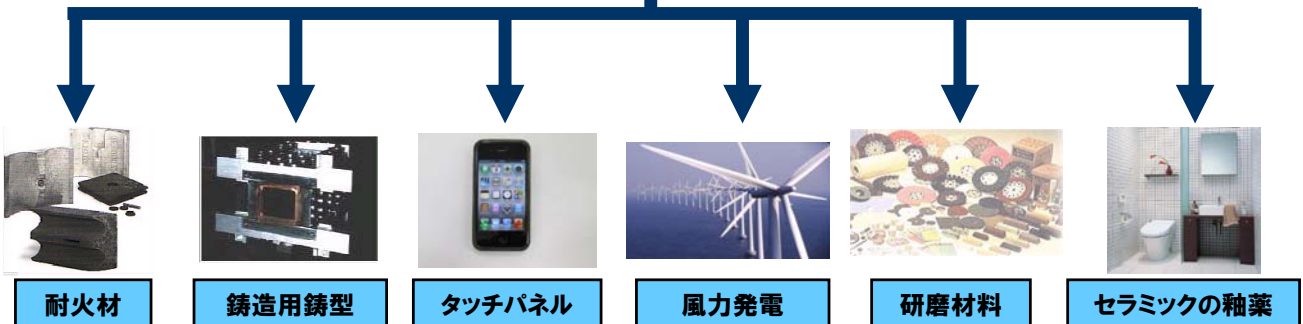 耐火材
鋳造用鋳型
タッチパネル
風力発電
研磨材料
セラミックの釉薬